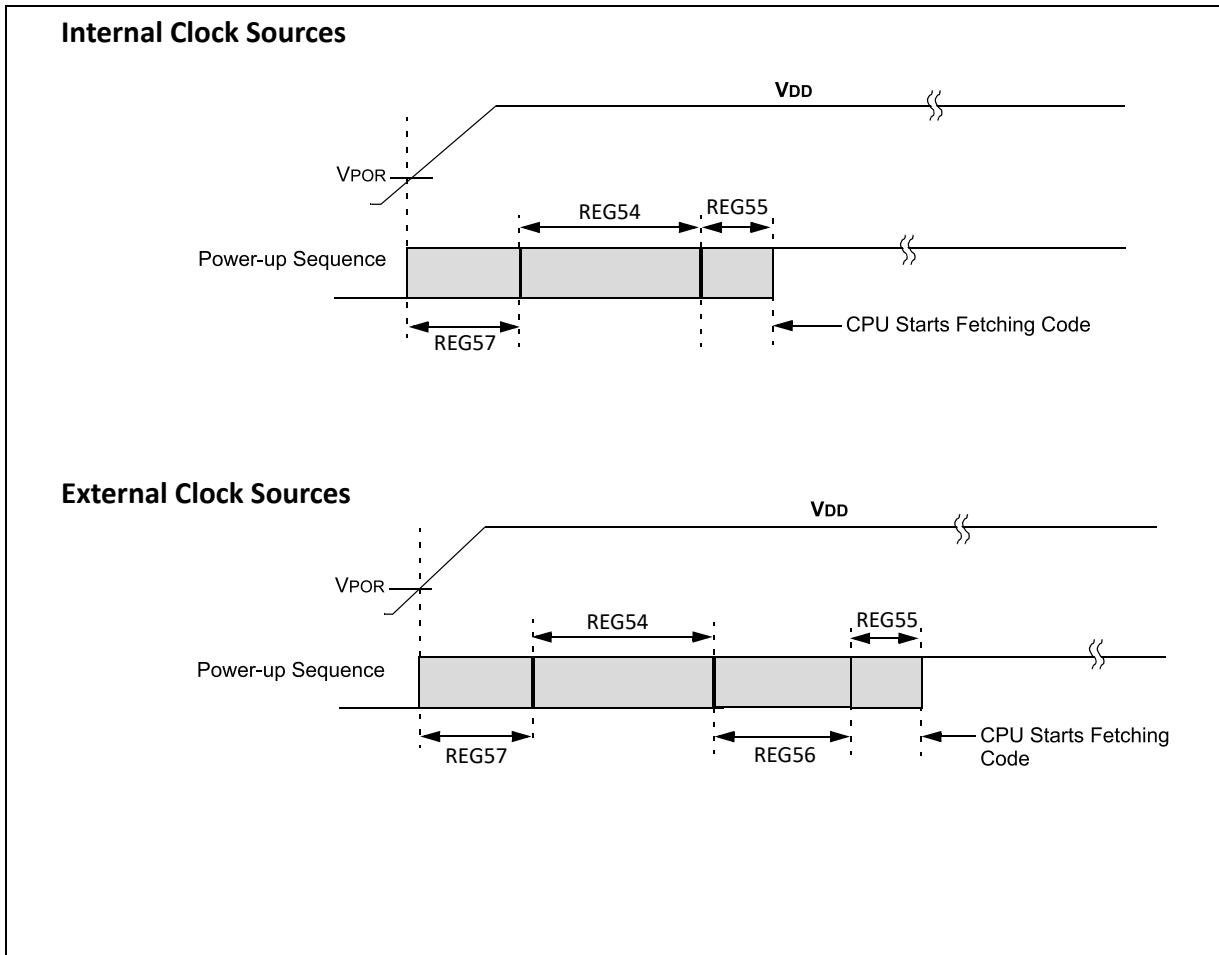 Internal Clock Sources
VDD
VPOR
REG54
REG55
Power-up Sequence
CPU Starts Fetching Code
REG57
External Clock Sources
VDD
VPOR
REG54
REG55
Power-up Sequence
REG57
REG56
CPU Starts Fetching
Code